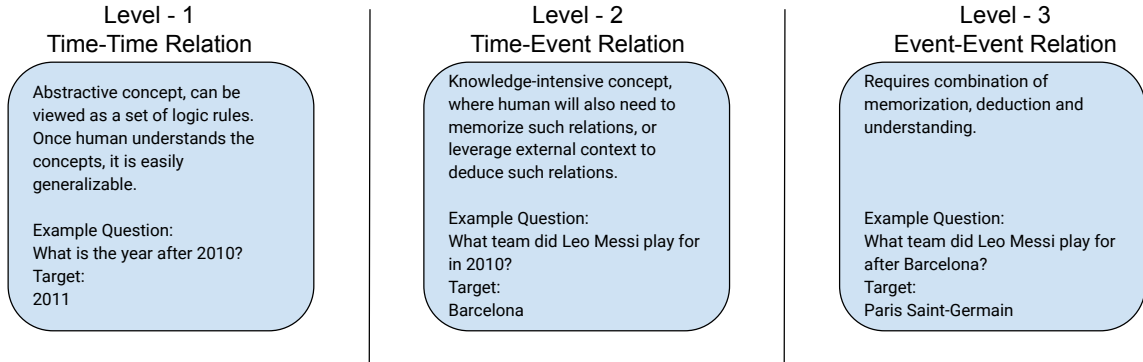 Level - 1
Time-Time Relation
Abstractive concept, can be
viewed as a set of logic rules.
Once human understands the
concepts, it is easily
generalizable.
Example Question:
What is the year after 2010?
Target:
2011
Level - 2
Time-Event Relation
Knowledge-intensive concept,
where human will also need to
memorize such relations, or
leverage external context to
deduce such relations.
Example Question:
What team did Leo Messi play for
in 2010?
Target:
Barcelona
Level - 3
Event-Event Relation
Requires combination of
memorization, deduction and
understanding.
Example Question:
What team did Leo Messi play for
after Barcelona?
Target:
Paris Saint-Germain